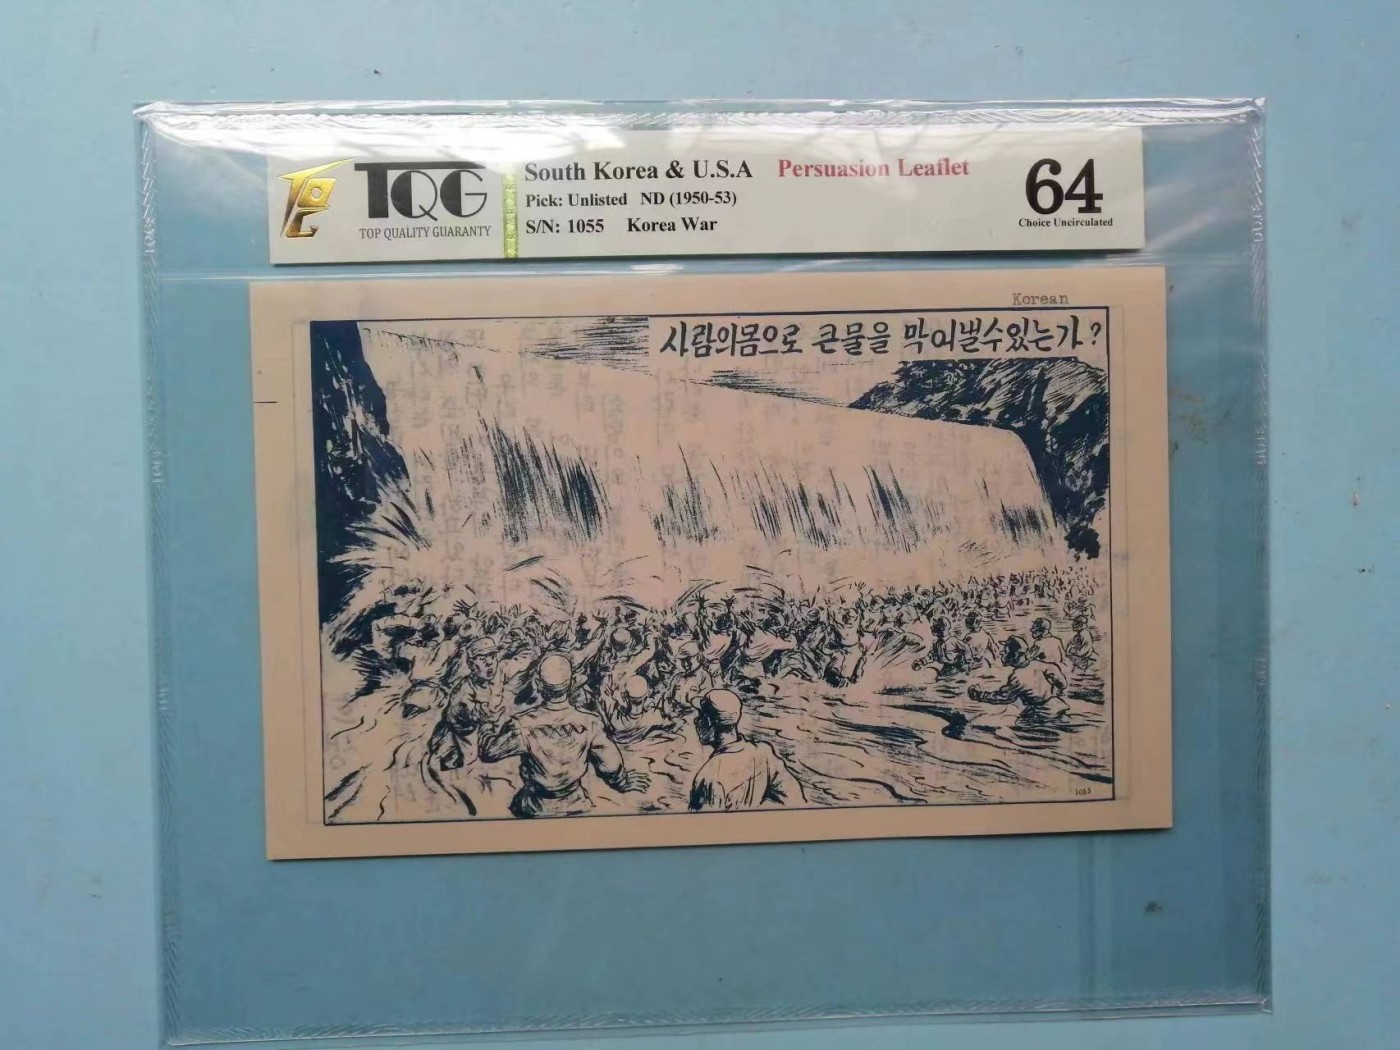 TQG
TOP QUALITY GUARANTY
South Korea & U.S.A Persuasion Leaflet
Pick: Unlisted ND (1950-53)
S/N: 1055 Korea War
64
Choice Uncirculated
Korean
사람의몸으로 큰물을 막어낼수있는가?